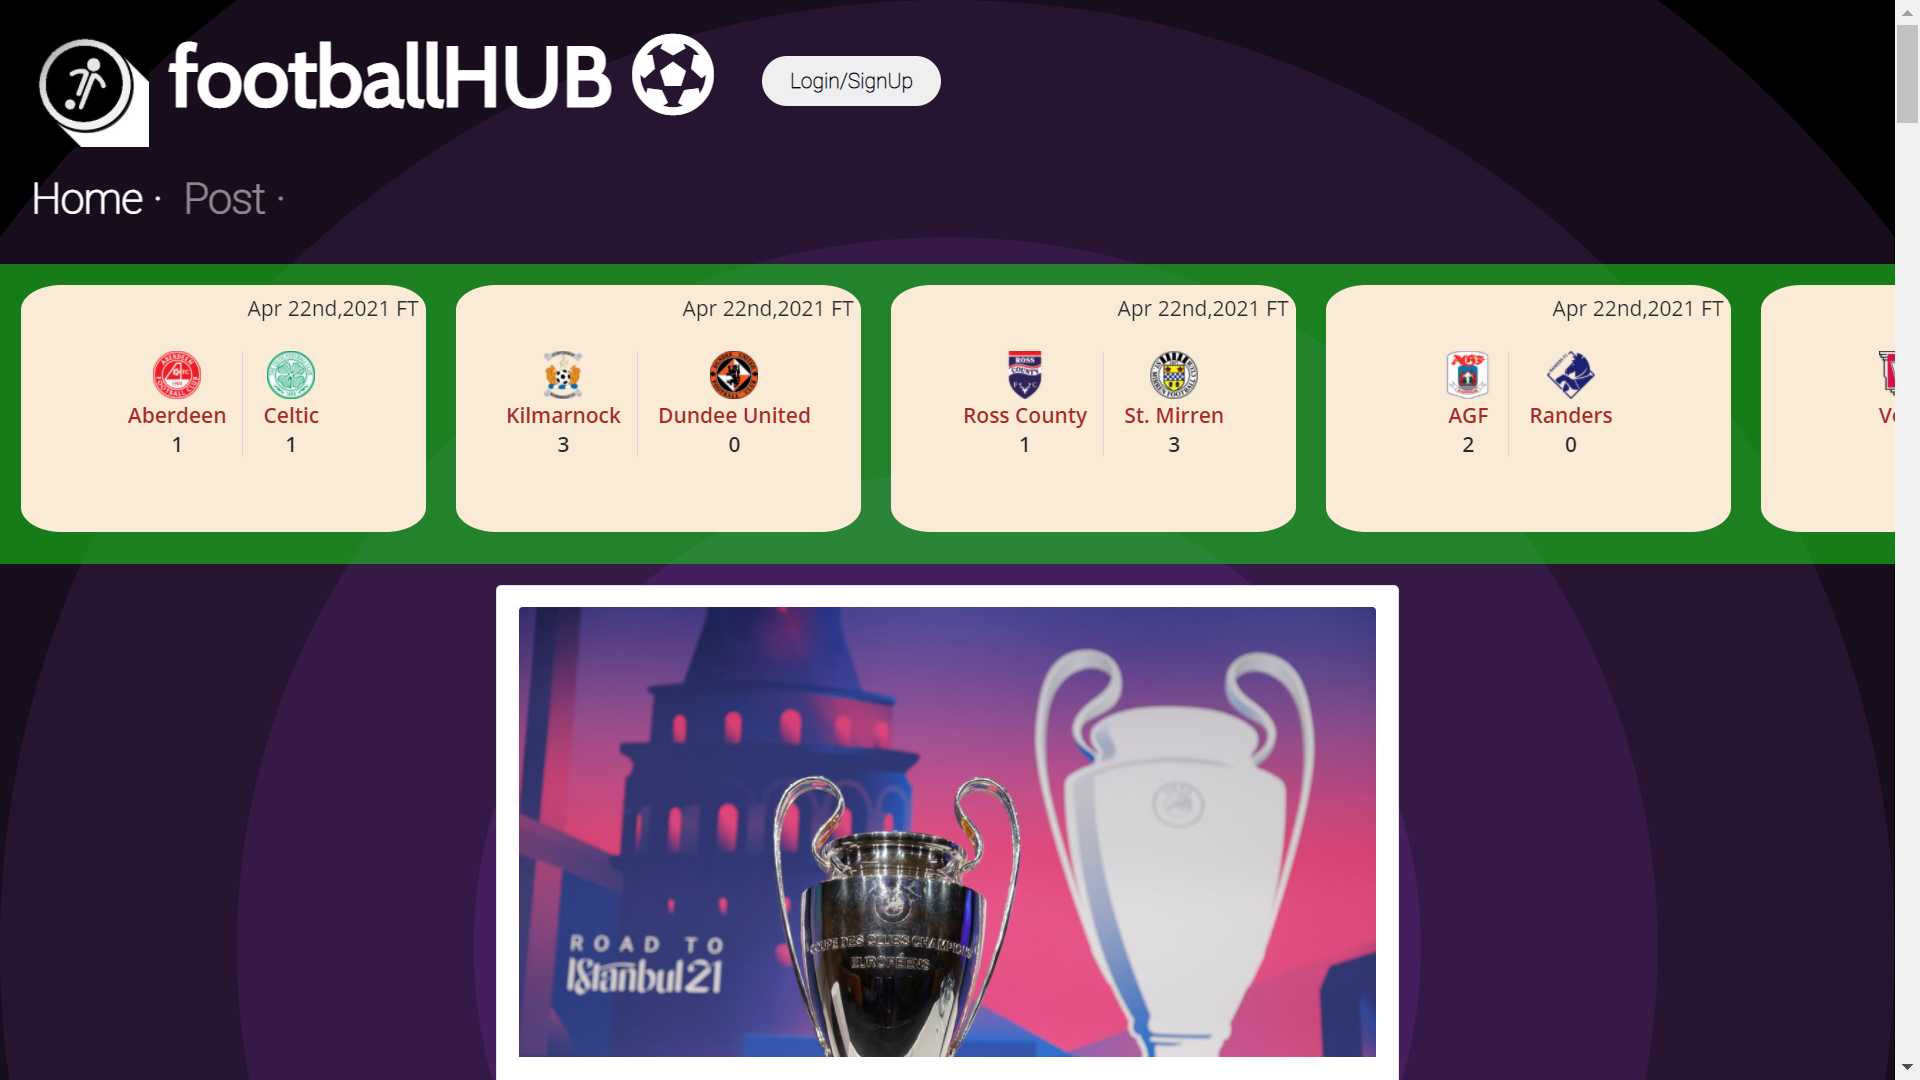 footballHUB
Login/SignUp
Home · Post ·
Apr 22nd,2021 FT
Aberdeen
1
Celtic
1
Apr 22nd,2021 FT
Kilmarnock
3
Dundee United
0
Apr 22nd,2021 FT
Ross County
1
St. Mirren
3
Apr 22nd,2021 FT
AGF
2
Randers
0
ROAD TO
IStanbul21
COUPE DES CLUBS CHAMPIONS
EUROPÉENS